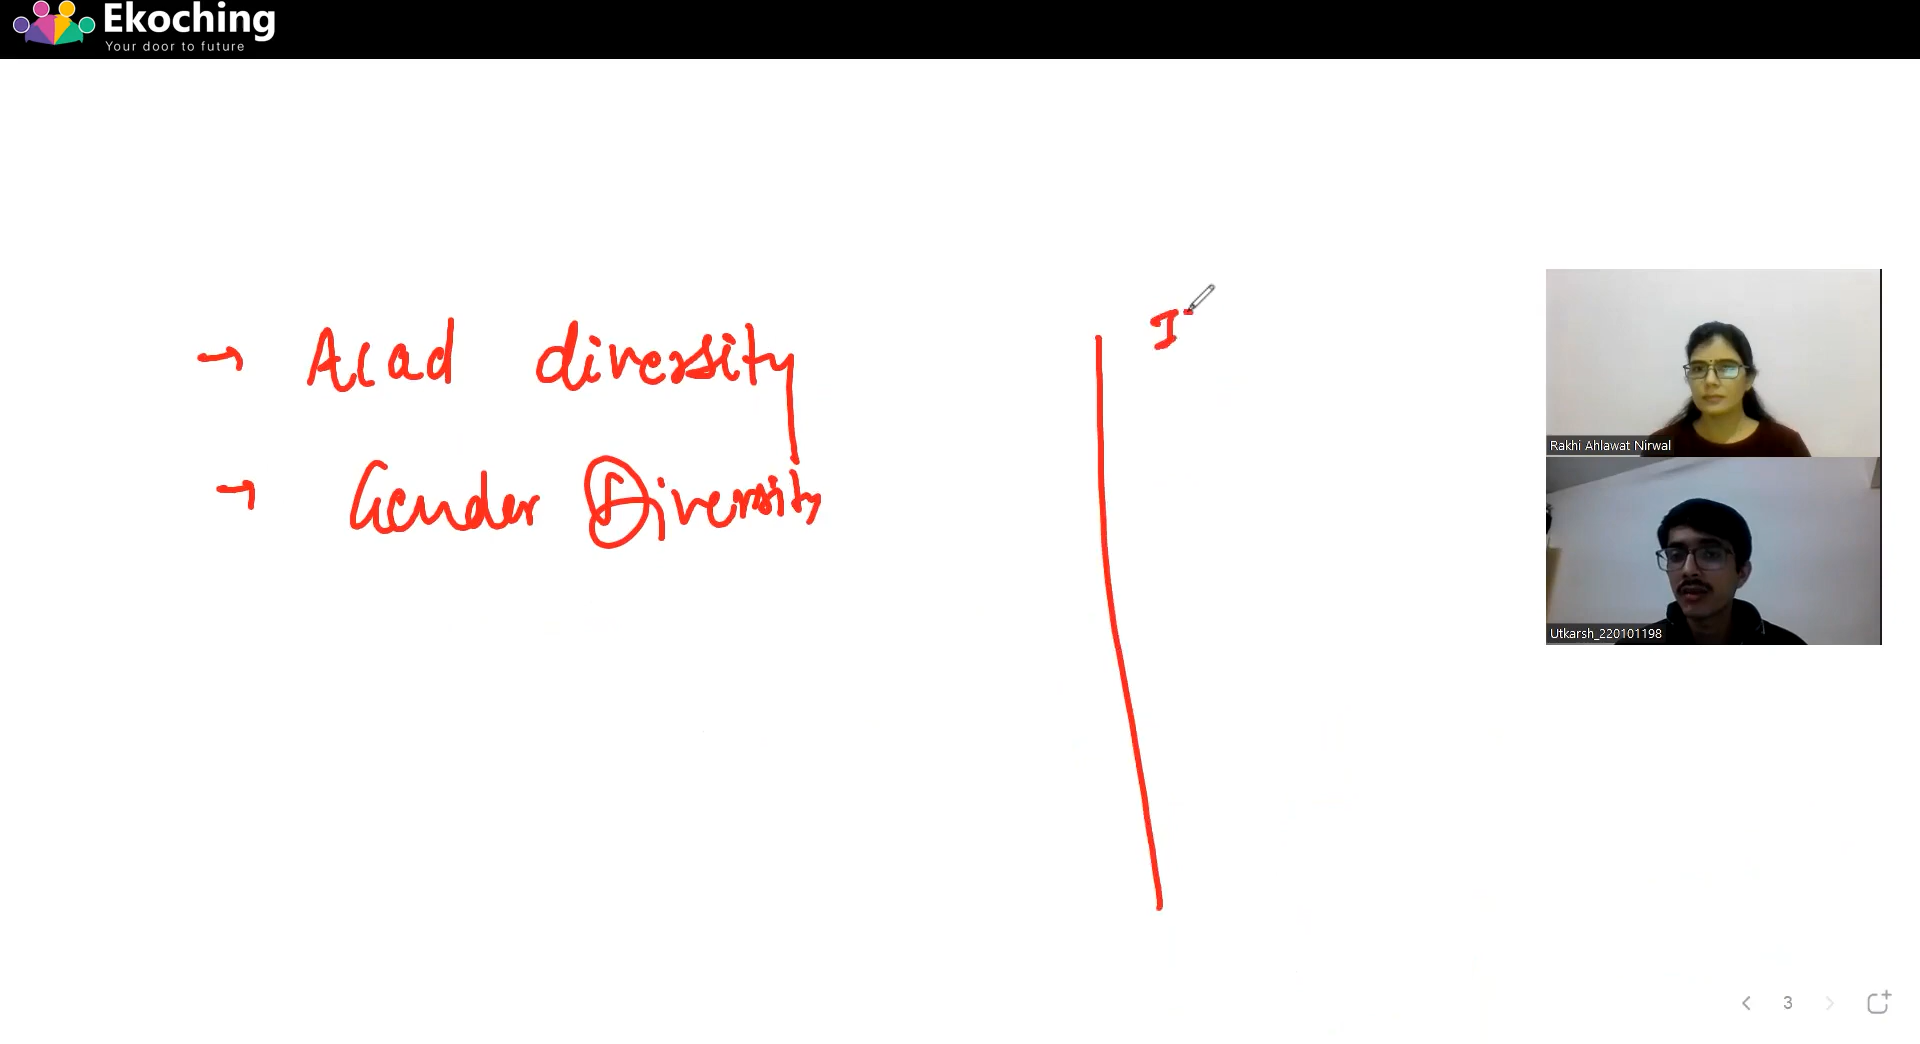 Ekoching
Your door to future
→ Acad diversity
→ Gender Diversity
I
Rakhi Ahlawat Nirwal
Utkarsh_220101198
3